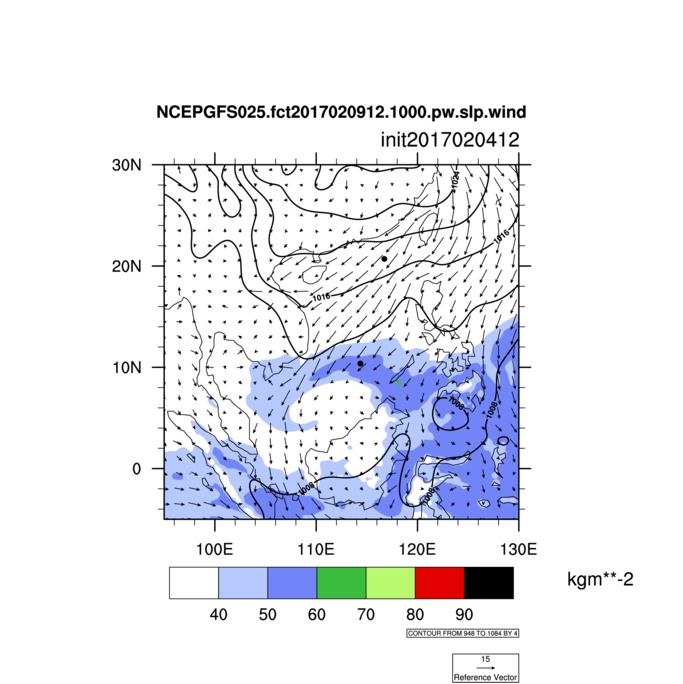 NCEPGFS025.fct2017020912.1000.pw.slp.wind
init2017020412
30N
1024
1016
20N
1016
10N
1008
1008
0
1008
1008
100E 110E 120E 130E
kgm**-2
40 50 60 70 80 90
CONTOUR FROM 948 TO 1084 BY 4
15
Reference Vector